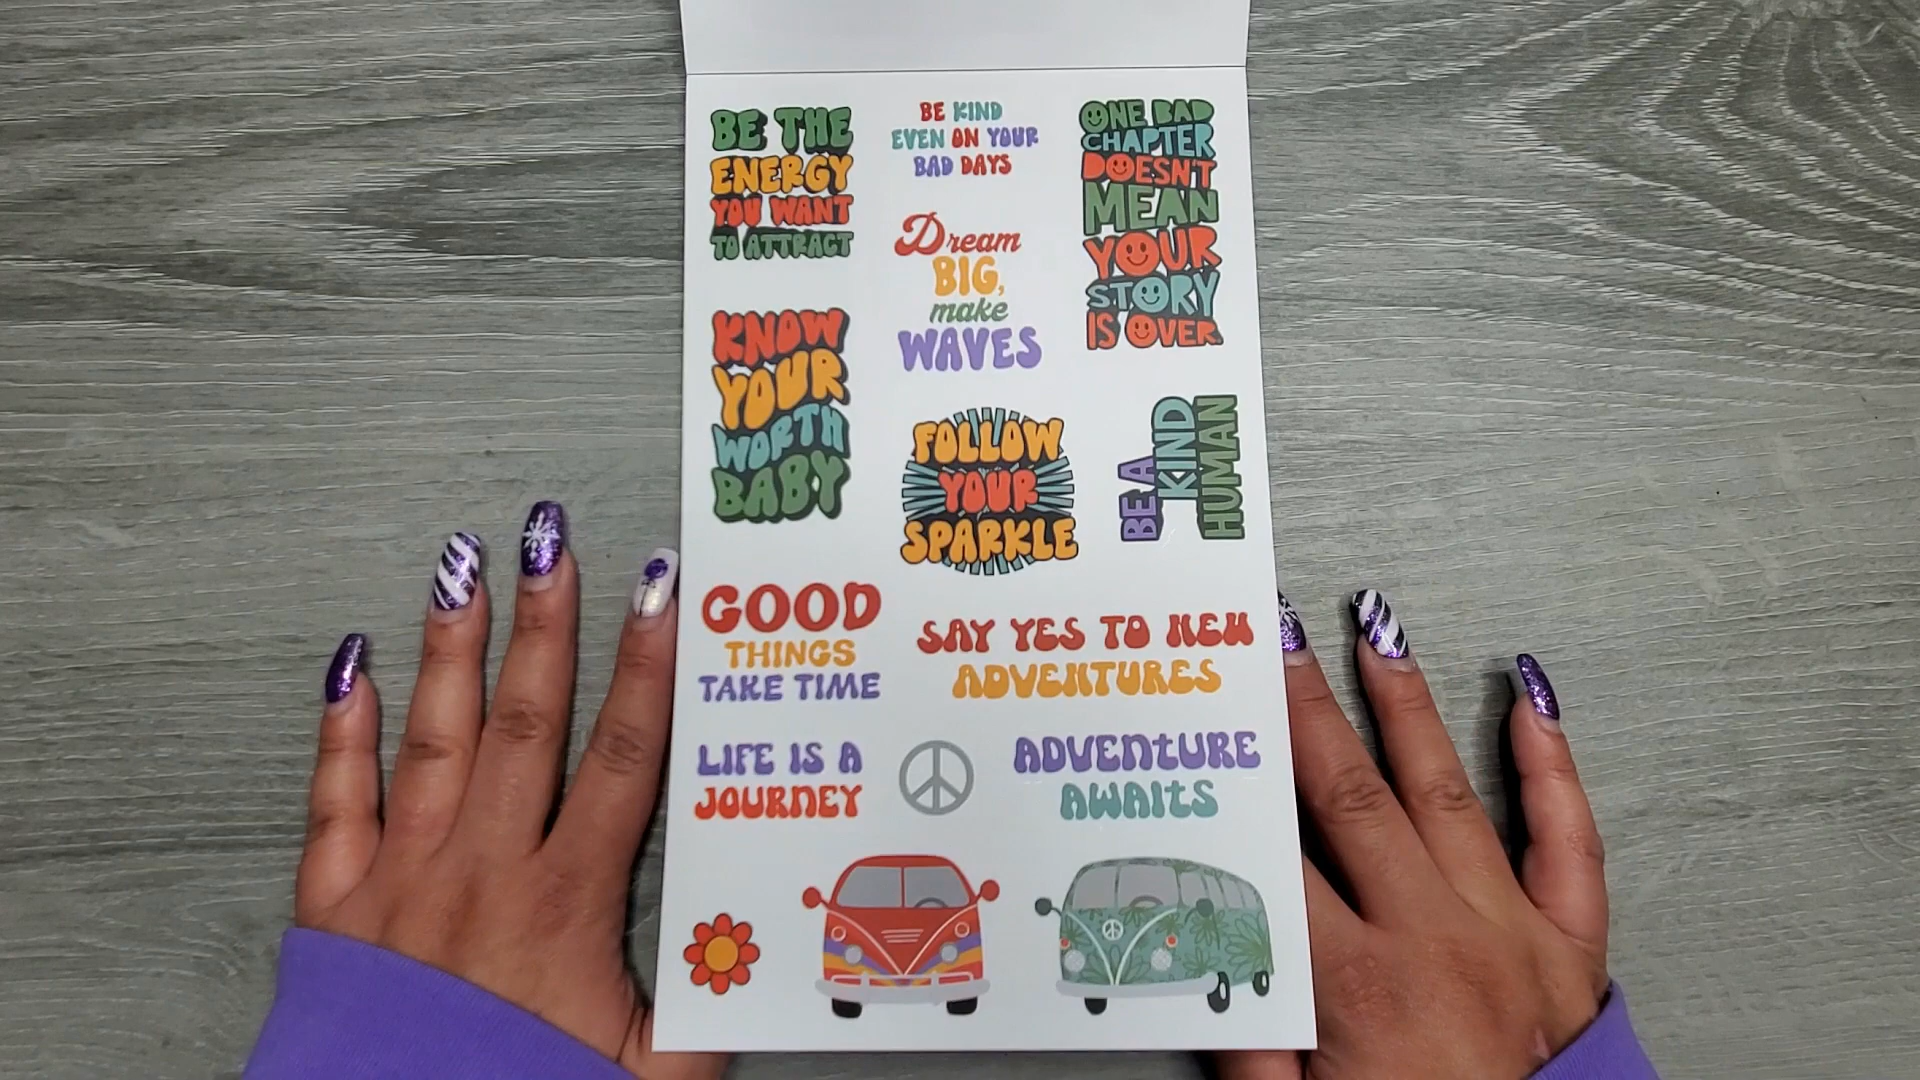 BE THE
ENERGY
YOU WANT
TO ATTRACT
BE KIND
EVEN ON YOUR
BAD DAYS
ONE BAD
CHAPTER
DOESN'T
MEAN
YOUR
STORY
IS OVER
Dream
BIG,
make
WAVES
KNOW
YOUR
WORTH
BABY
FOLLOW
YOUR
SPARKLE
BE A
KIND
HUMAN
GOOD
THINGS
TAKE TIME
SAY YES TO NEW
ADVENTURES
LIFE IS A
JOURNEY
ADVENtURE
AWAItS